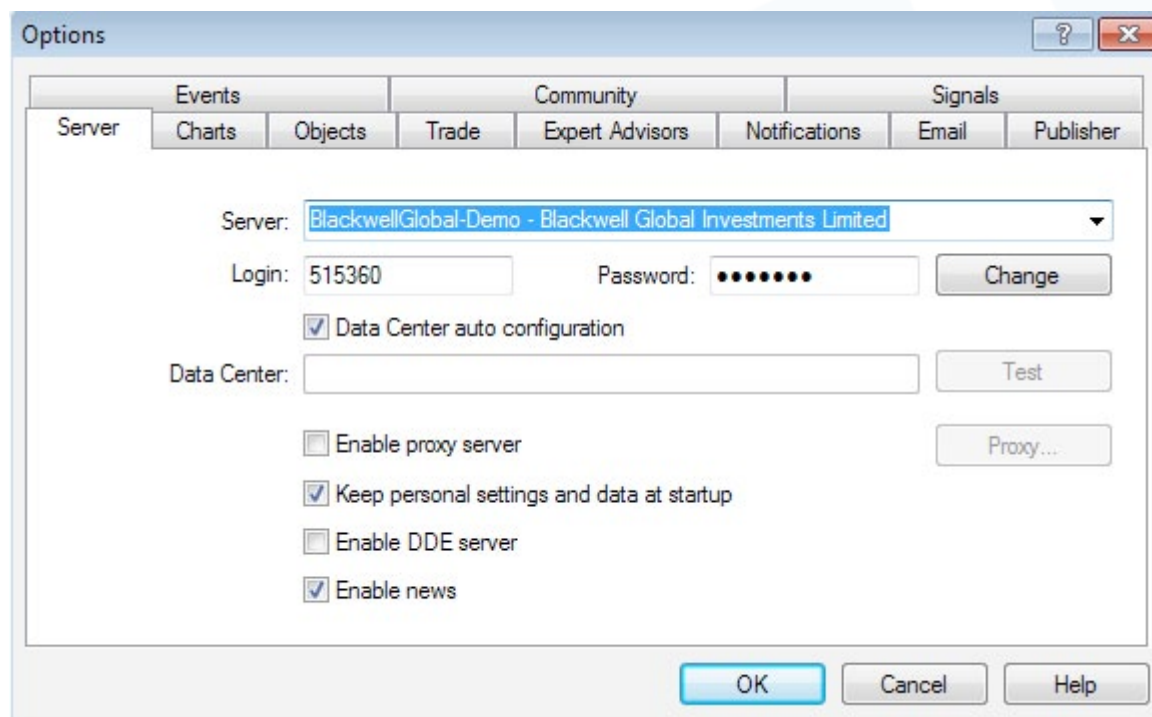 Options
Events Community Signals
Server Charts Objects Trade Expert Advisors Notifications Email Publisher
Server: BlackwellGlobal-Demo - Blackwell Global Investments Limited
Login: 515360 Password: ●●●●●●● Change
Data Center auto configuration
Data Center: Test
Enable proxy server Proxy...
Keep personal settings and data at startup
Enable DDE server
Enable news
OK Cancel Help